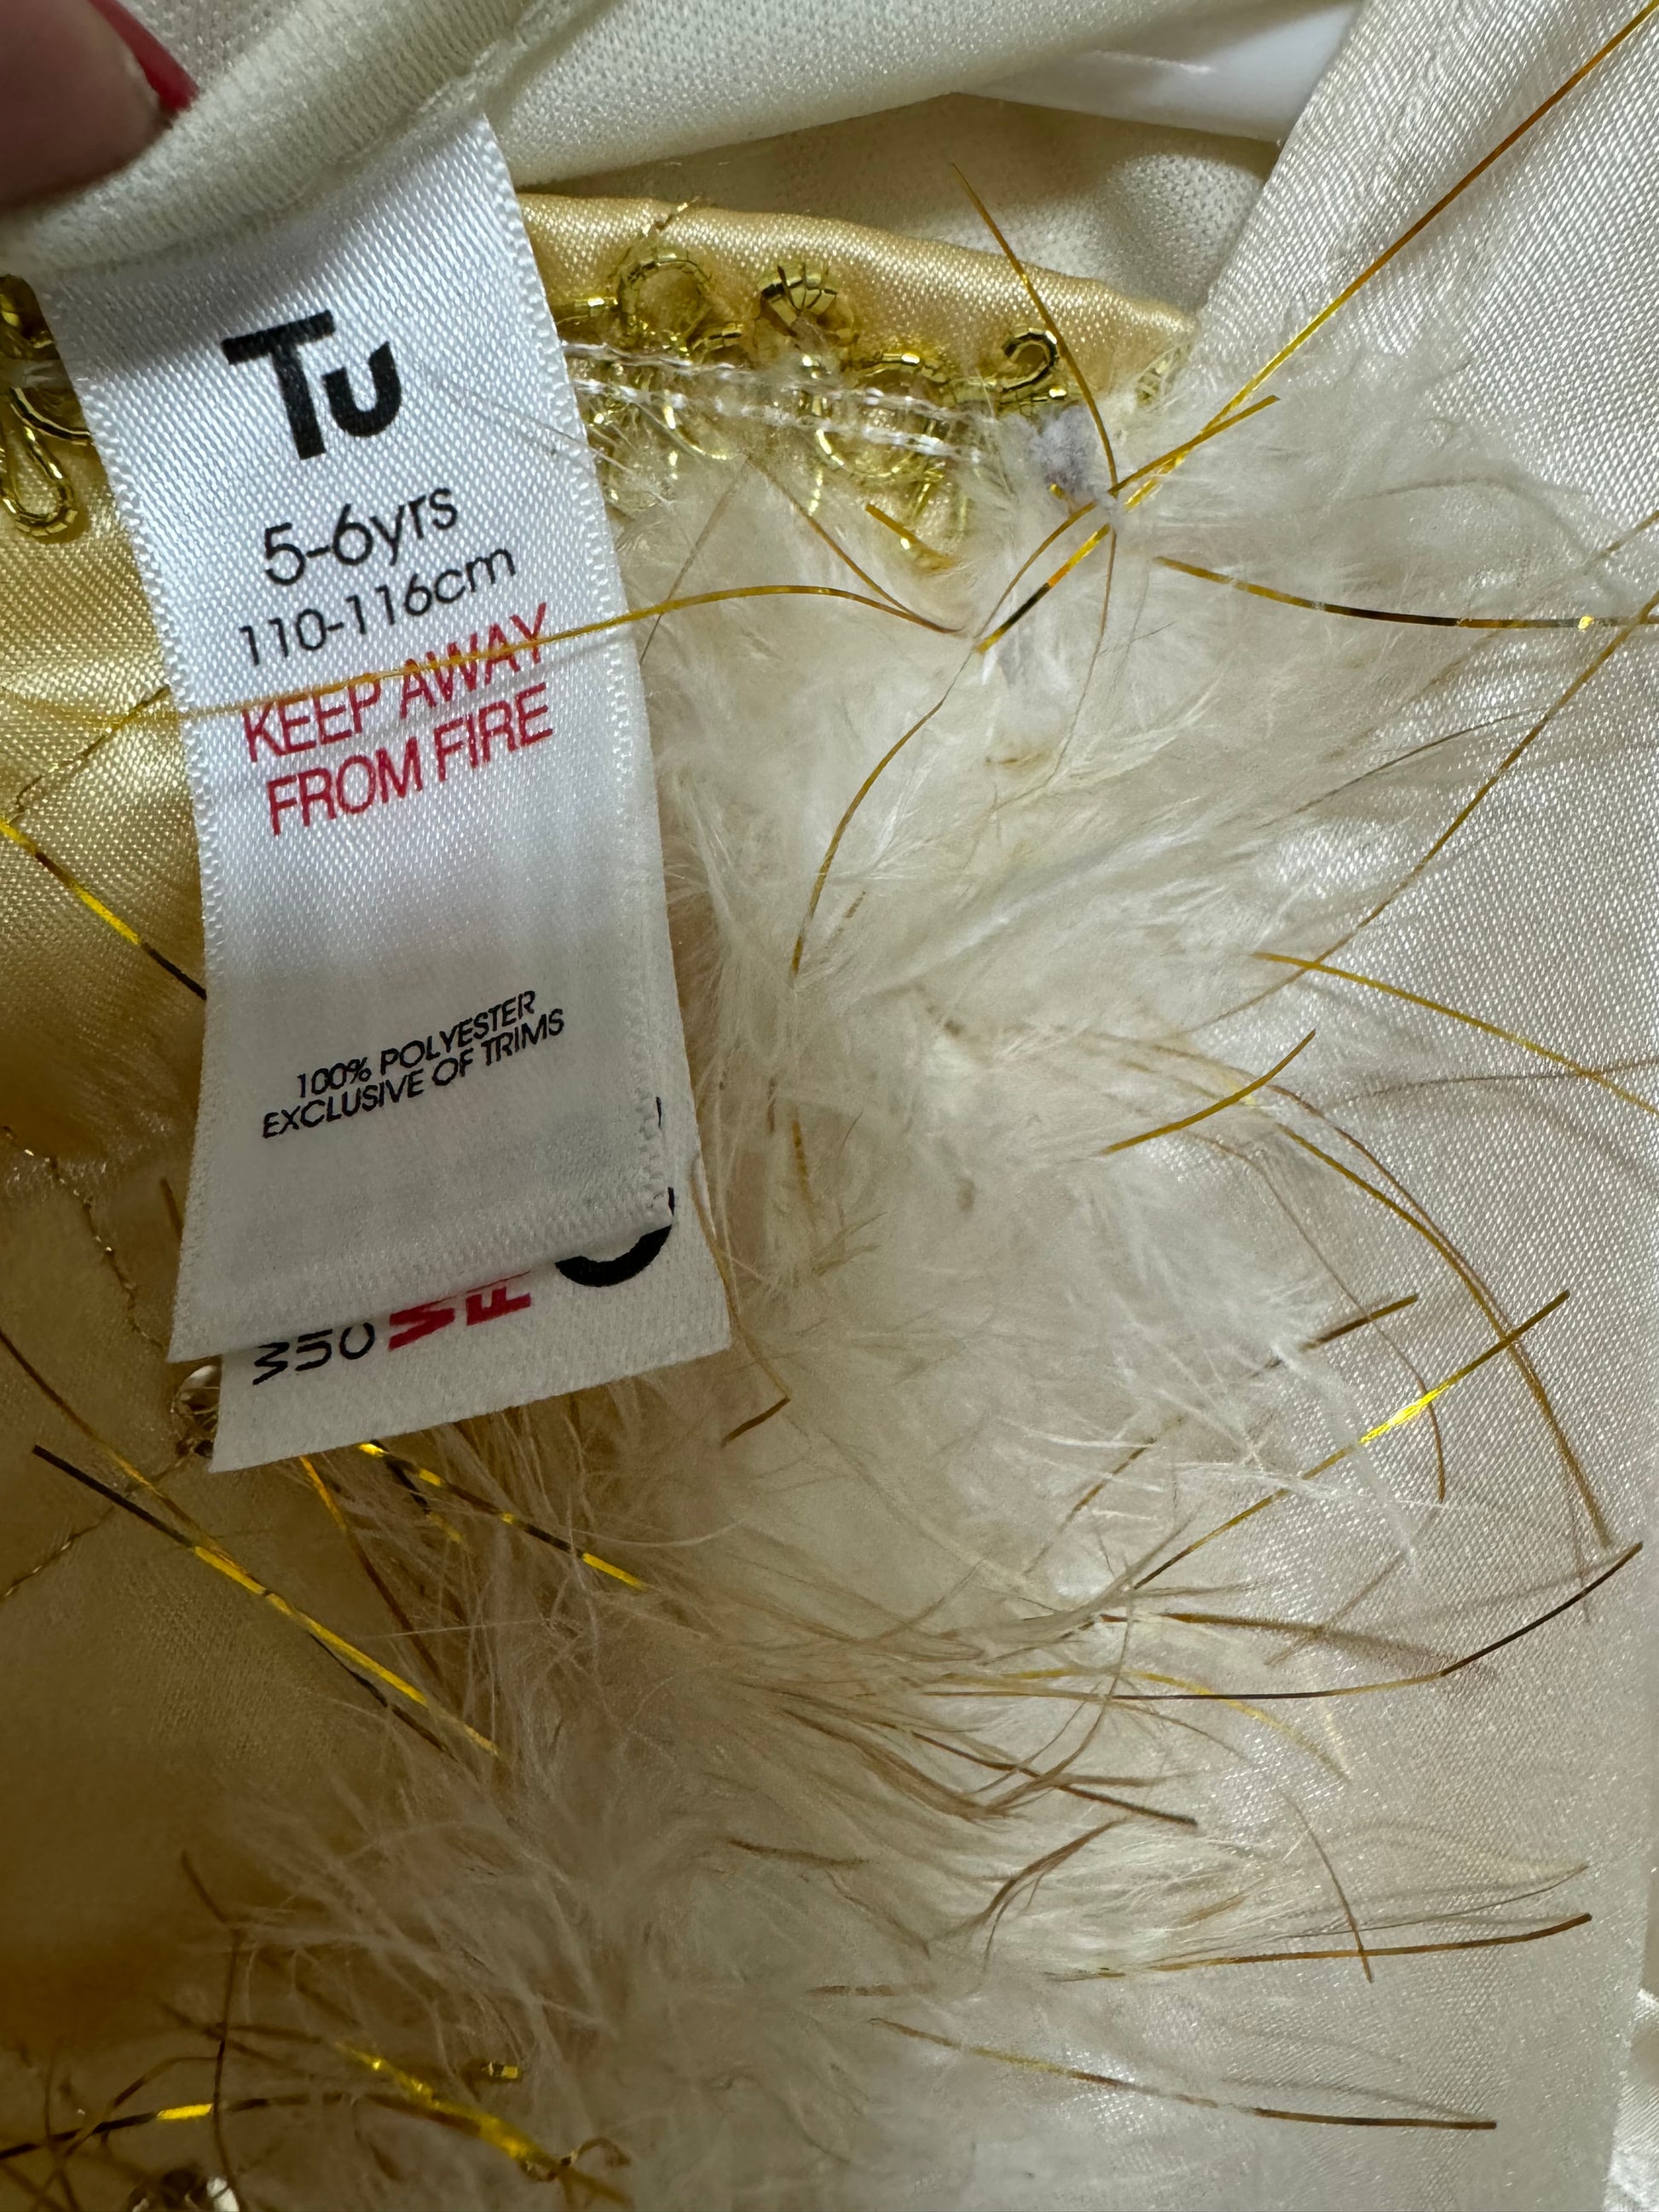 Tu
5-6yrs
110-116cm
KEEP AWAY
FROM FIRE
100% POLYESTER
EXCLUSIVE OF TRIMS